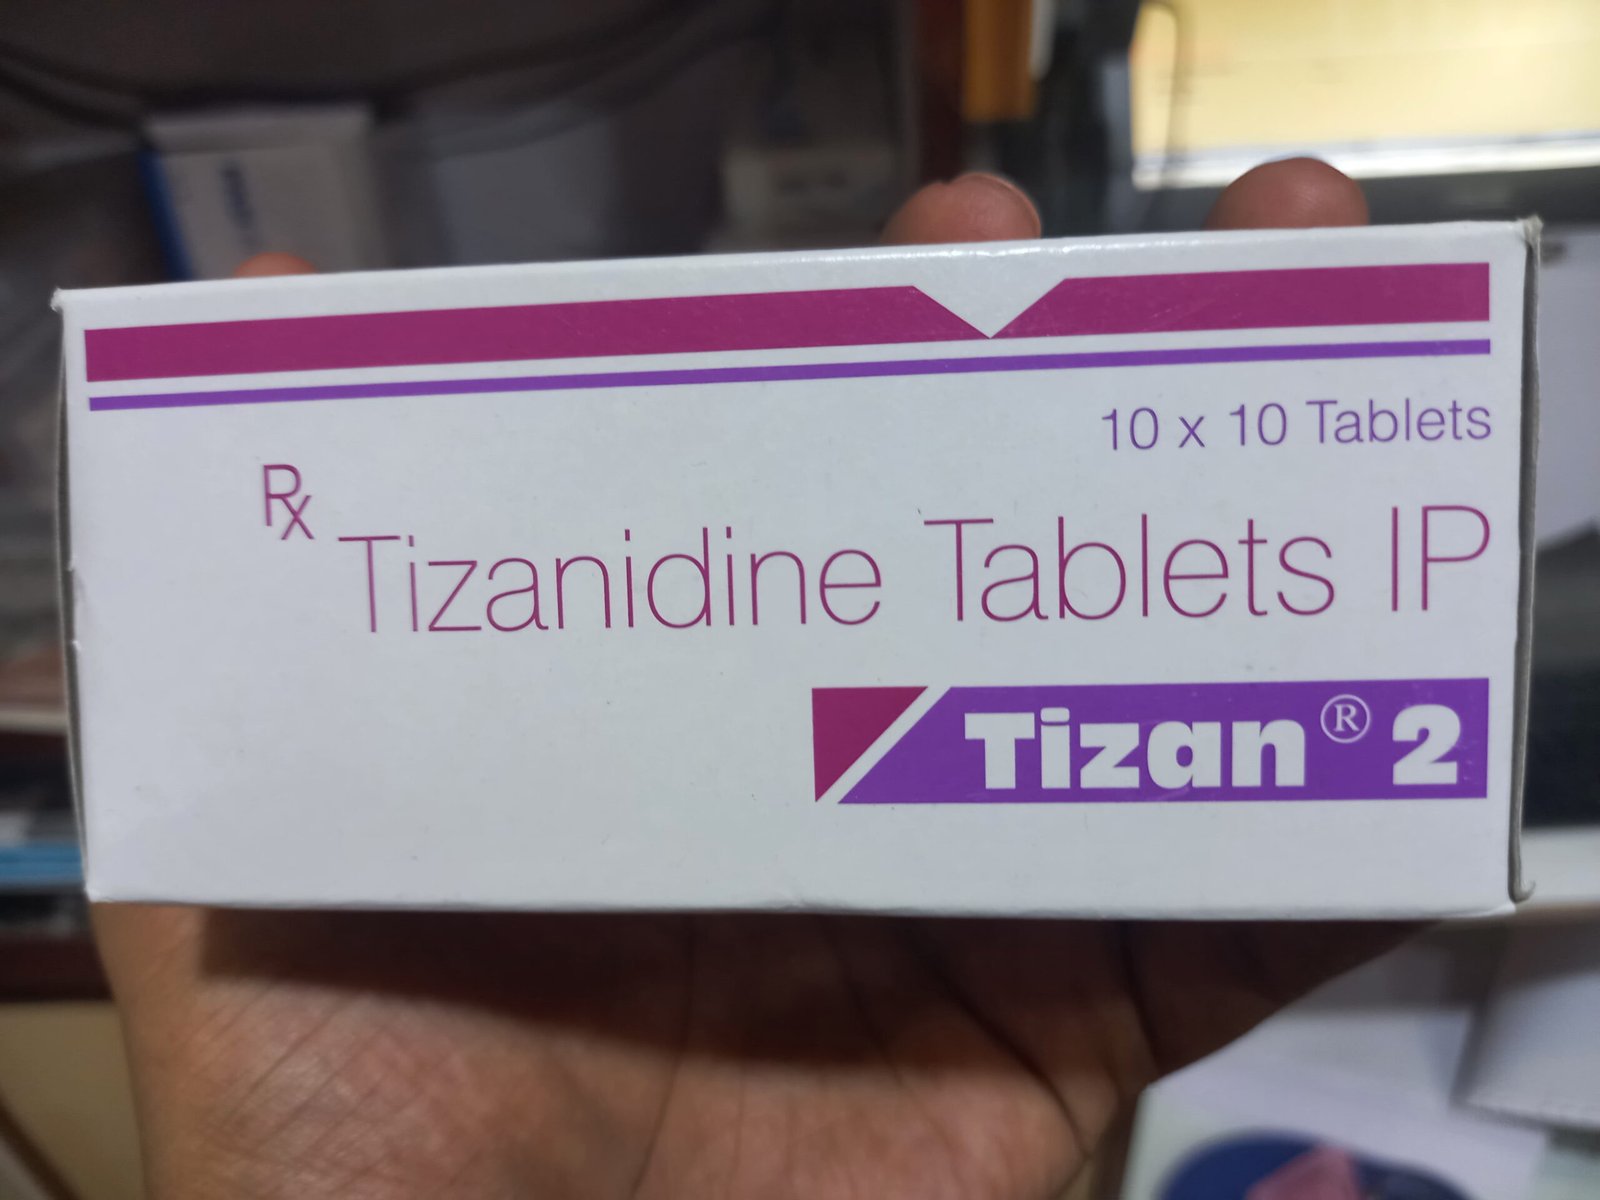 10 x 10 Tablets
Rx Tizanidine Tablets IP
Tizan® 2